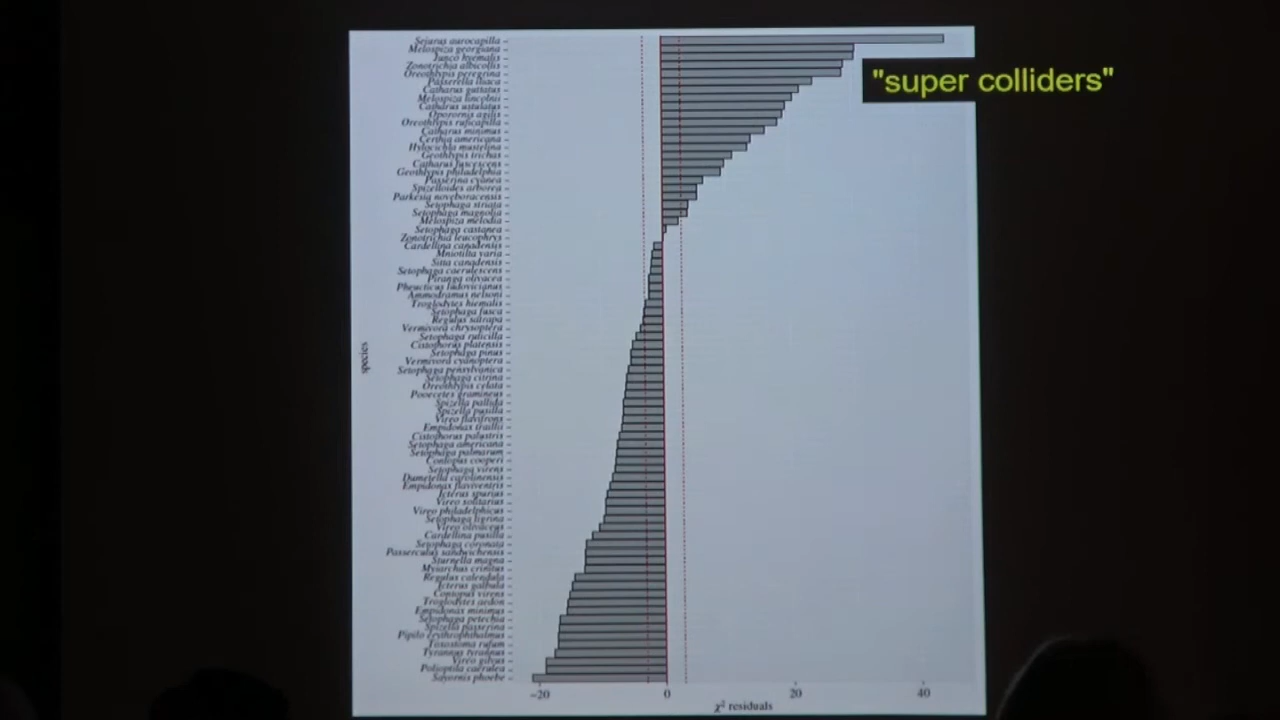 Seiurus aurocapilla
Melospiza georgiana
Junco hyemalis
Zonotrichia albicollis
Oreothlypis peregrina
Passerella iliaca
Catharus guttatus
Melospiza lincolnii
Catharus ustulatus
Oporornis agilis
Oreothlypis ruficapilla
Catharus minimus
Certhia americana
Hylocichla mustelina
Geothlypis trichas
Catharus fuscescens
Geothlypis philadelphia
Passerina cyanea
Spizelloides arborea
Parkesia noveboracensis
Setophaga striata
Setophaga magnolia
Melospiza melodia
Setophaga castanea
Zonotrichia leucophrys
Cardellina canadensis
Mniotilta varia
Sitta canadensis
Setophaga caerulescens
Piranga olivacea
Pheucticus ludovicianus
Ammodramus nelsoni
Troglodytes hiemalis
Setophaga fusca
Regulus satrapa
Vermivora chrysoptera
Setophaga ruticilla
Cistothorus platensis
Setophaga pinus
Vermivora cyanoptera
Setophaga pensylvanica
Setophaga citrina
Oreothlypis celata
Pooecetes gramineus
Spizella pallida
Spizella pusilla
Vireo flavifrons
Empidonax traillii
Cistothorus palustris
Setophaga americana
Setophaga palmarum
Contopus cooperi
Setophaga virens
Dumetella carolinensis
Empidonax flaviventris
Icterus spurius
Vireo solitarius
Vireo philadelphicus
Setophaga tigrina
Vireo olivaceus
Cardellina pusilla
Setophaga coronata
Passerculus sandwichensis
Sturnella magna
Myiarchus crinitus
Regulus calendula
Icterus galbula
Contopus virens
Troglodytes aedon
Empidonax minimus
Setophaga petechia
Spizella passerina
Pipilo erythrophthalmus
Toxostoma rufum
Tyrannus tyrannus
Vireo gilvus
Polioptila caerulea
Sayornis phoebe
species
−20 0 20 40
χ² residuals
"super colliders"